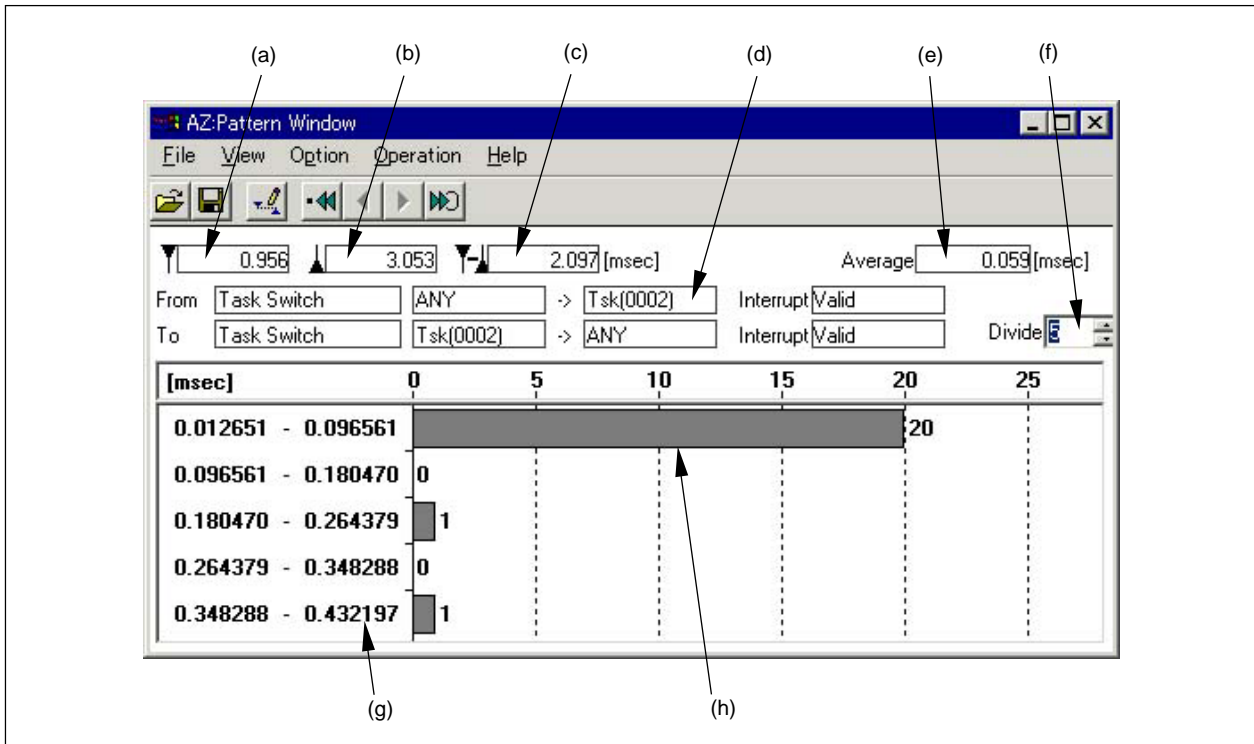 (a) (b) (c) (d) (e) (f)
AZ:Pattern Window
File View Option Operation Help
0.956 3.053 2.097 [msec] Average 0.059 [msec]
From Task Switch ANY -> Tsk(0002) Interrupt Valid
To Task Switch Tsk(0002) -> ANY Interrupt Valid Divide 5
[msec] 0 5 10 15 20 25
0.012651 - 0.096561 20
0.096561 - 0.180470 0
0.180470 - 0.264379 1
0.264379 - 0.348288 0
0.348288 - 0.432197 1
(g) (h)